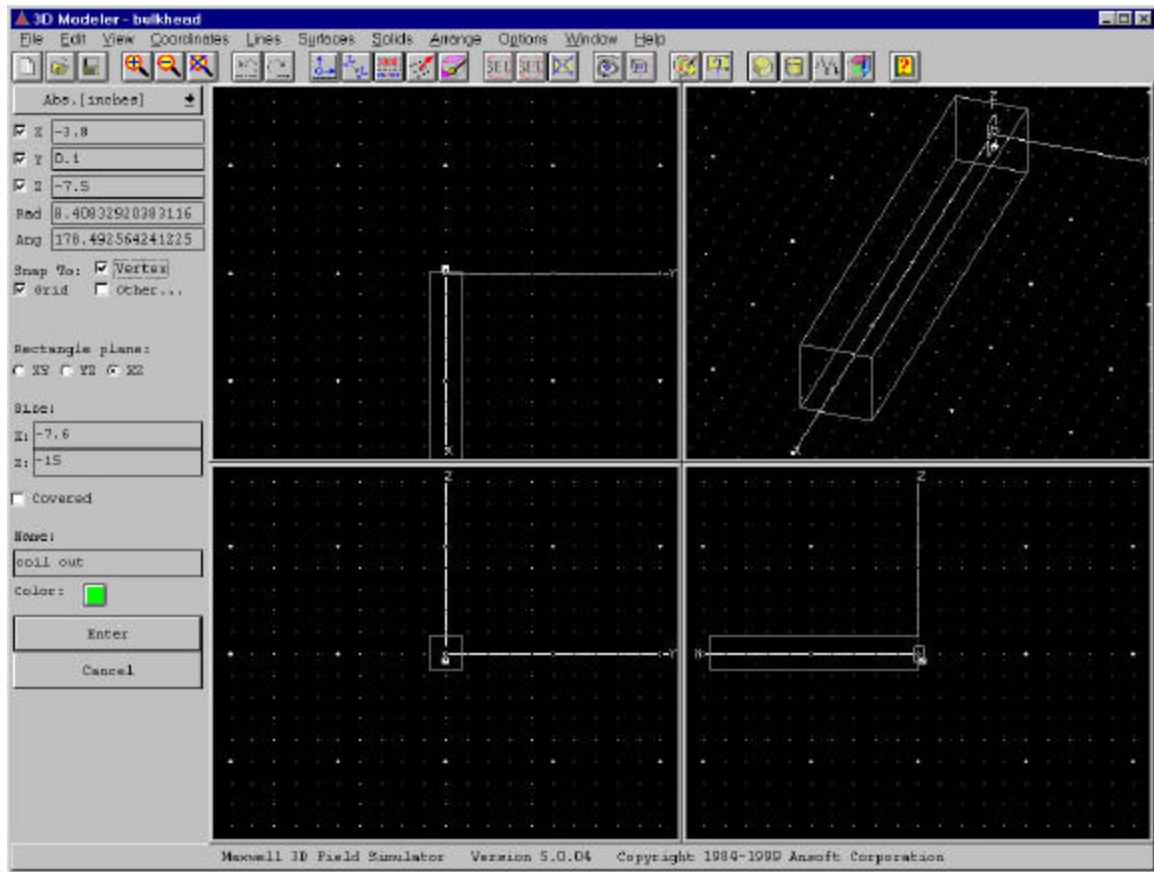 3D Modeler - bulkhead
File Edit View Coordinates Lines Surfaces Solids Arrange Options Window Help
Abs.[inches]
X -3.8
Y 0.1
Z -7.5
Rad 8.40832920383116
Ang 178.492564241225
Snap To: Vertex
Grid Other...
Rectangle plane:
XY YZ XZ
Size:
X: -7.6
Z: -15
Covered
Name:
coil out
Color:
Enter
Cancel
Z
Y
X
X
Z
Y
Z
X
Maxwell 3D Field Simulator Version 5.0.04 Copyright 1984-1999 Ansoft Corporation